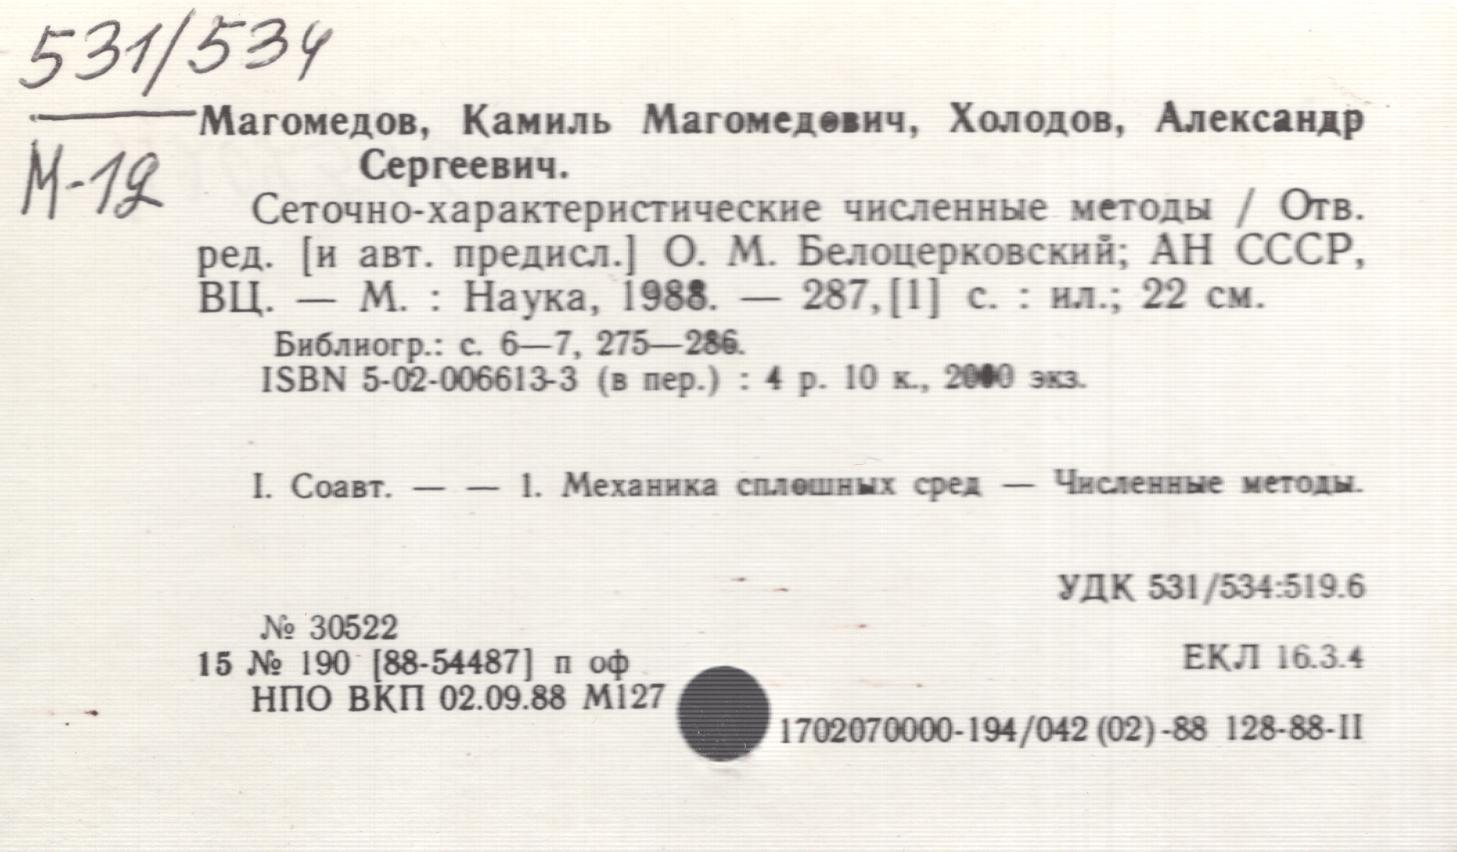 531/534
М-12
Магомедов, Камиль Магомедович, Холодов, Александр
Сергеевич.
Сеточно-характеристические численные методы / Отв.
ред. [и авт. предисл.] О. М. Белоцерковский; АН СССР,
ВЦ. — М. : Наука, 1988. — 287,[1] с. : ил.; 22 см.
Библиогр.: с. 6—7, 275—286.
ISBN 5-02-006613-3 (в пер.) : 4 р. 10 к., 2000 экз.
I. Соавт. — — 1. Механика сплошных сред — Численные методы.
УДК 531/534:519.6
№ 30522
15 № 190 [88-54487] п оф
ЕКЛ 16.3.4
НПО ВКП 02.09.88 М127
1702070000-194/042(02)-88 128-88-II